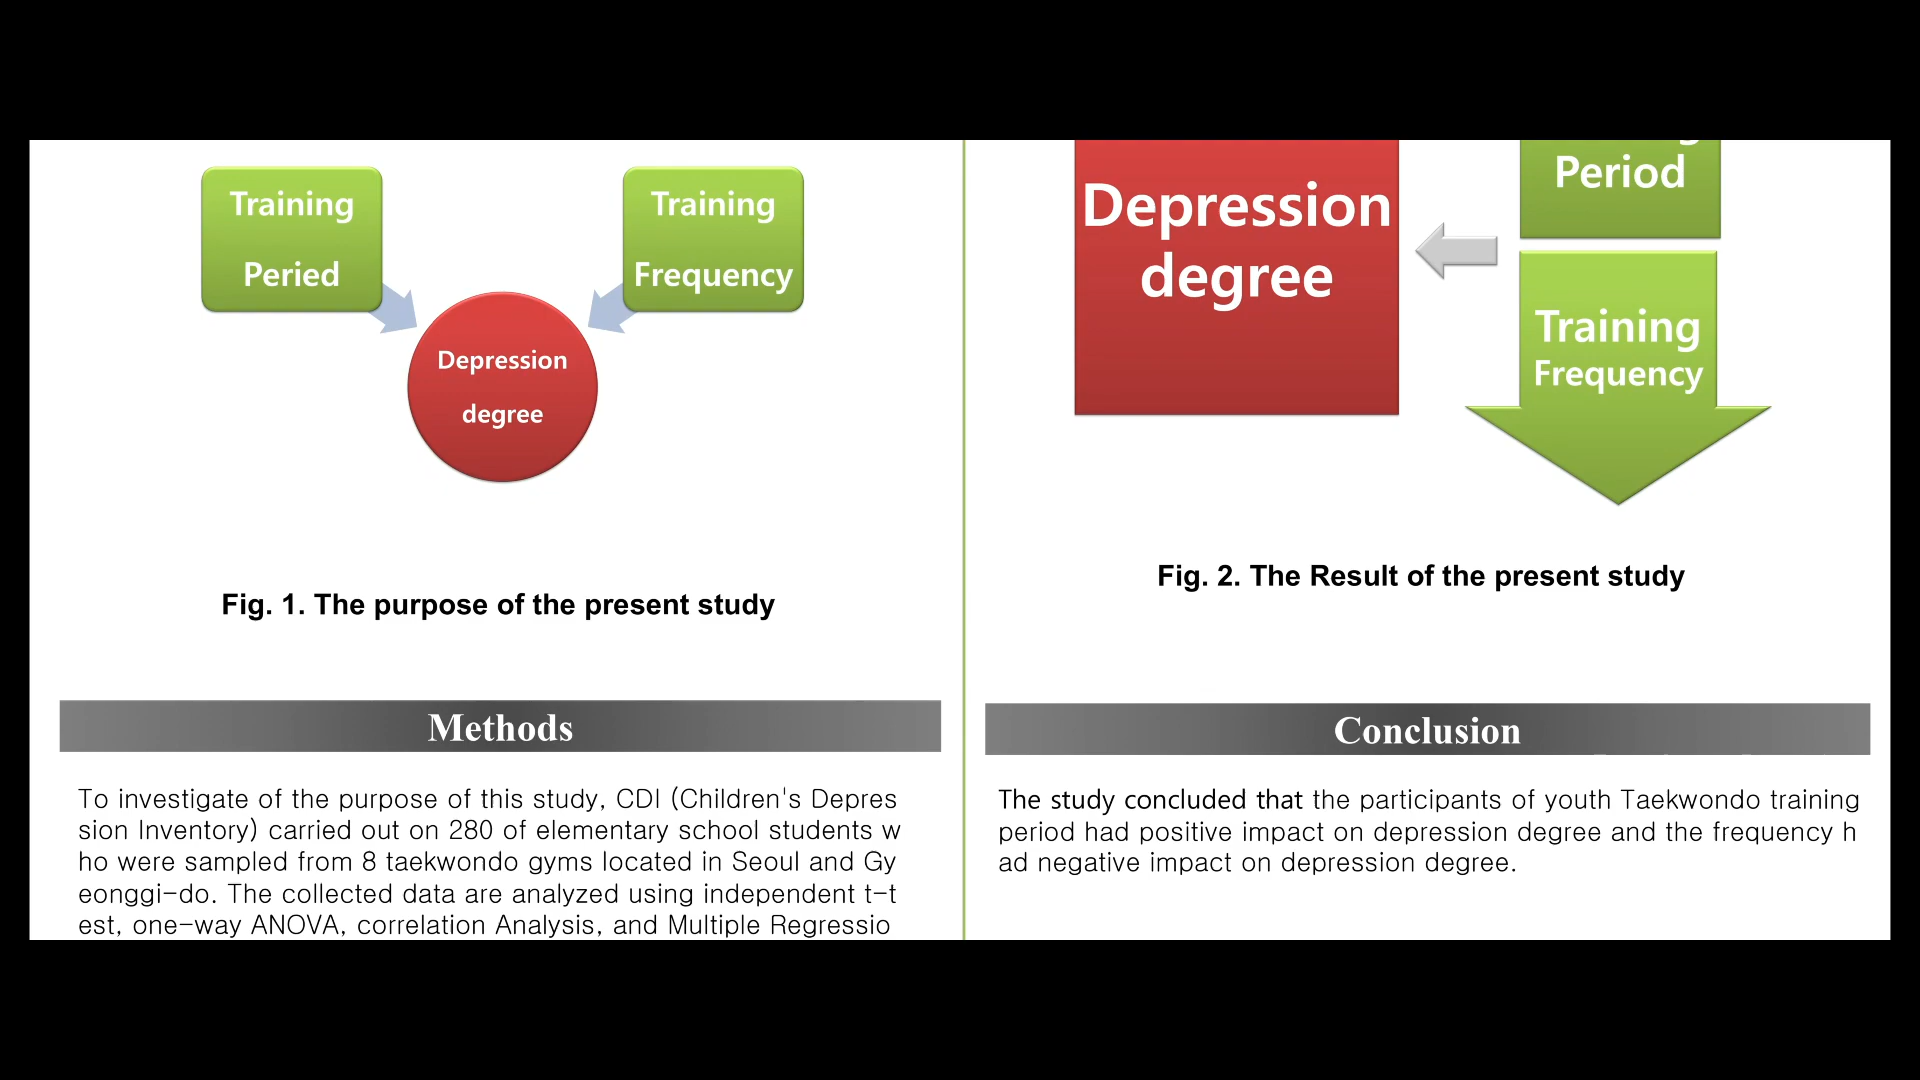 Training
Peried
Training
Frequency
Depression
degree
Fig. 1. The purpose of the present study
Methods
To investigate of the purpose of this study, CDI (Children's Depres
sion Inventory) carried out on 280 of elementary school students w
ho were sampled from 8 taekwondo gyms located in Seoul and Gy
eonggi-do. The collected data are analyzed using independent t-t
est, one-way ANOVA, correlation Analysis, and Multiple Regressio
Depression
degree
Period
Training
Frequency
Fig. 2. The Result of the present study
Conclusion
The study concluded that the participants of youth Taekwondo training
period had positive impact on depression degree and the frequency h
ad negative impact on depression degree.